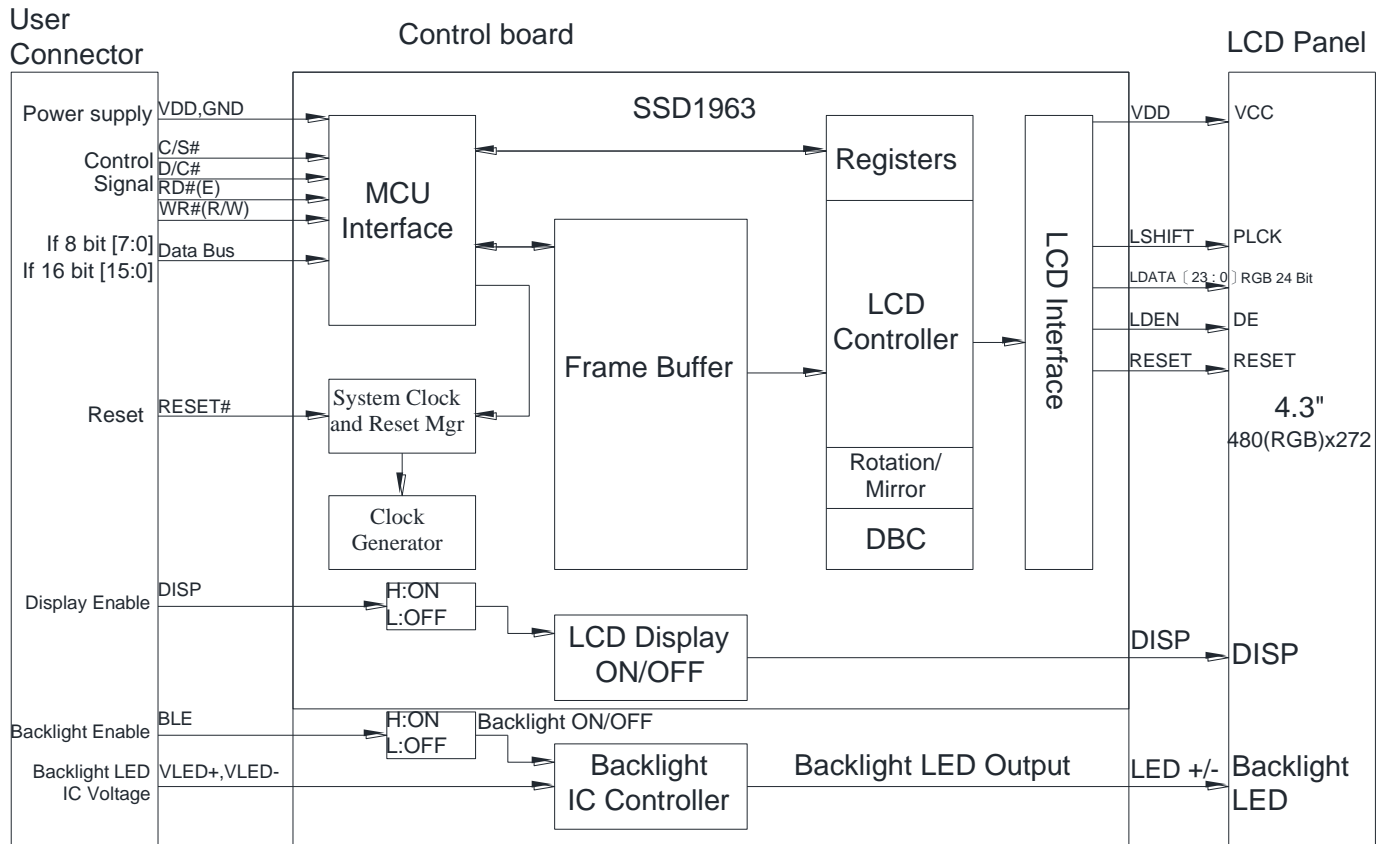 User
Connector
Control board
LCD Panel
Power supply
VDD,GND
Control
Signal
C/S#
D/C#
RD#(E)
WR#(R/W)
If 8 bit [7:0]
If 16 bit [15:0]
Data Bus
Reset
RESET#
Display Enable
DISP
Backlight Enable
BLE
Backlight LED
IC Voltage
VLED+,VLED-
SSD1963
MCU
Interface
System Clock
and Reset Mgr
Clock
Generator
Frame Buffer
Registers
LCD
Controller
Rotation/
Mirror
DBC
LCD Interface
H:ON
L:OFF
LCD Display
ON/OFF
H:ON
L:OFF
Backlight ON/OFF
Backlight
IC Controller
Backlight LED Output
VDD
VCC
LSHIFT
PLCK
LDATA〔23:0〕RGB 24 Bit
LDEN
DE
RESET
RESET
4.3"
480(RGB)x272
DISP
DISP
LED +/-
Backlight
LED